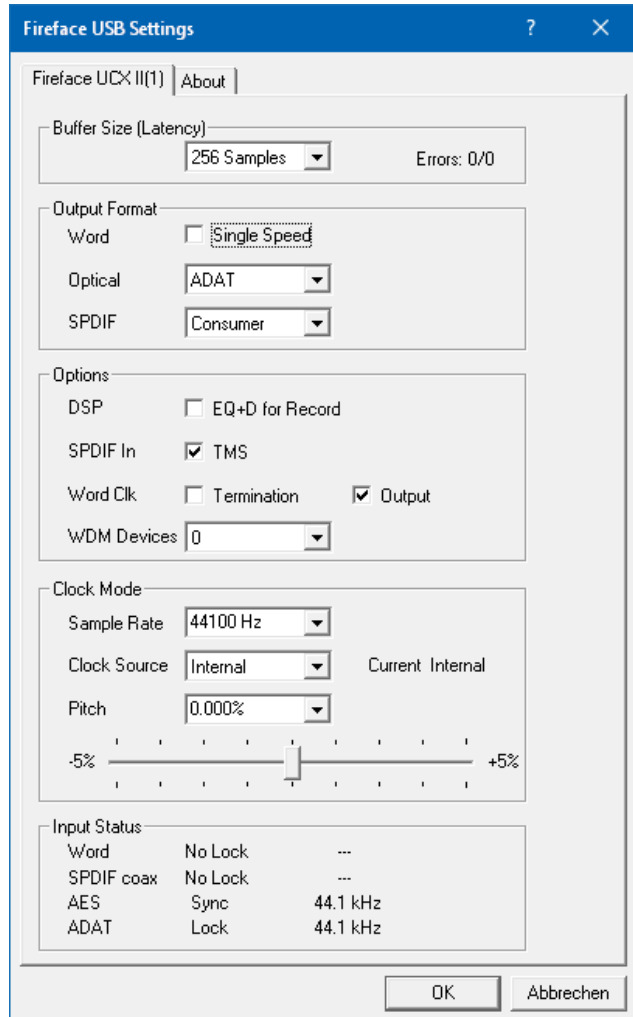 Fireface USB Settings ? ×
Fireface UCX II(1) About
Buffer Size (Latency)
256 Samples Errors: 0/0
Output Format
Word Single Speed
Optical ADAT
SPDIF Consumer
Options
DSP EQ+D for Record
SPDIF In TMS
Word Clk Termination Output
WDM Devices 0
Clock Mode
Sample Rate 44100 Hz
Clock Source Internal Current Internal
Pitch 0.000%
-5% +5%
Input Status
Word No Lock ---
SPDIF coax No Lock ---
AES Sync 44.1 kHz
ADAT Lock 44.1 kHz
OK Abbrechen